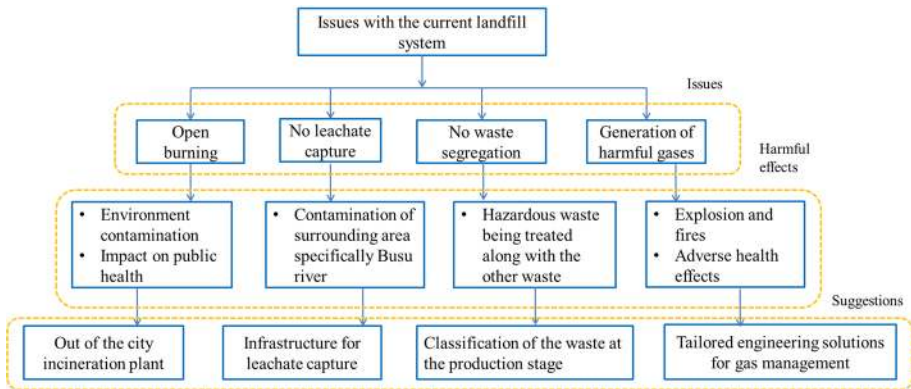 Issues with the current landfill
system
Issues
Open
burning
No leachate
capture
No waste
segregation
Generation of
harmful gases
Harmful
effects
• Environment
contamination
• Impact on public
health
• Contamination of
surrounding area
specifically Busu
river
• Hazardous waste
being treated
along with the
other waste
• Explosion and
fires
• Adverse health
effects
Suggestions
Out of the city
incineration plant
Infrastructure for
leachate capture
Classification of the waste at
the production stage
Tailored engineering solutions
for gas management